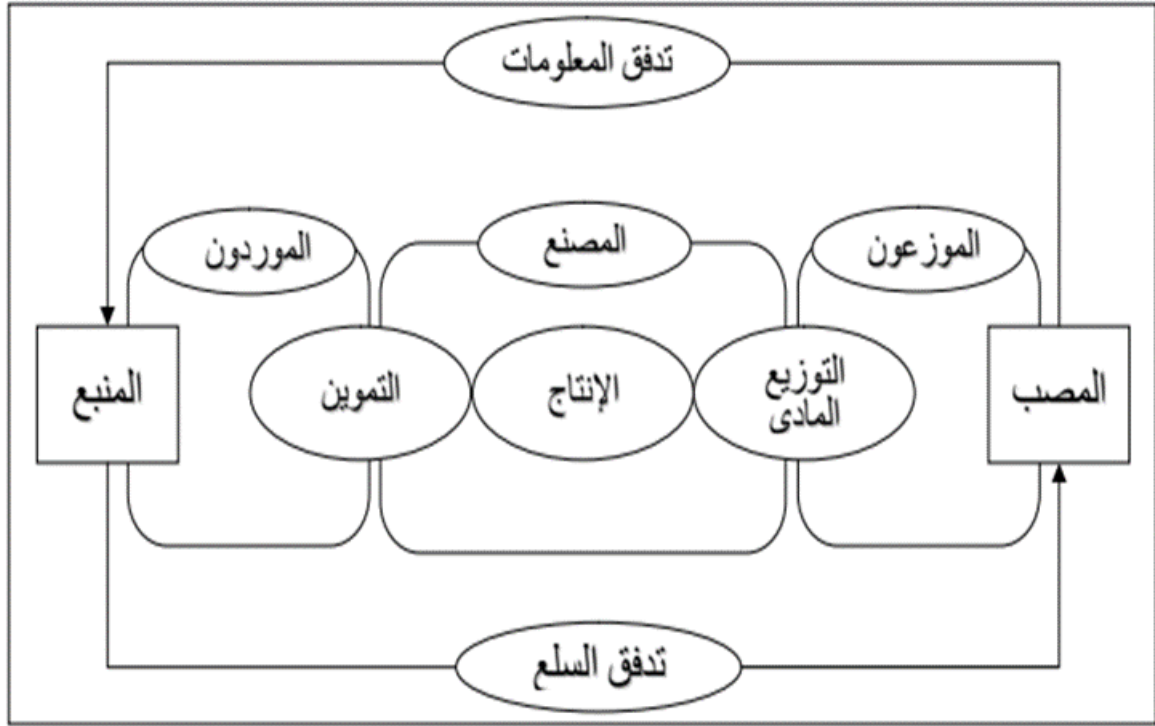 تدفق المعلومات
الموزعون
المصنع
الموردون
المصب
التوزيع
المادى
الإنتاج
التموين
المنبع
تدفق السلع